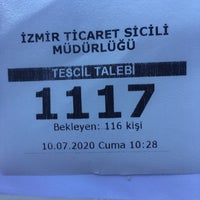 İZMİR TİCARET SİCİLİ
MÜDÜRLÜĞÜ
TESCİL TALEBİ
1117
Bekleyen: 116 kişi
10.07.2020 Cuma 10:28